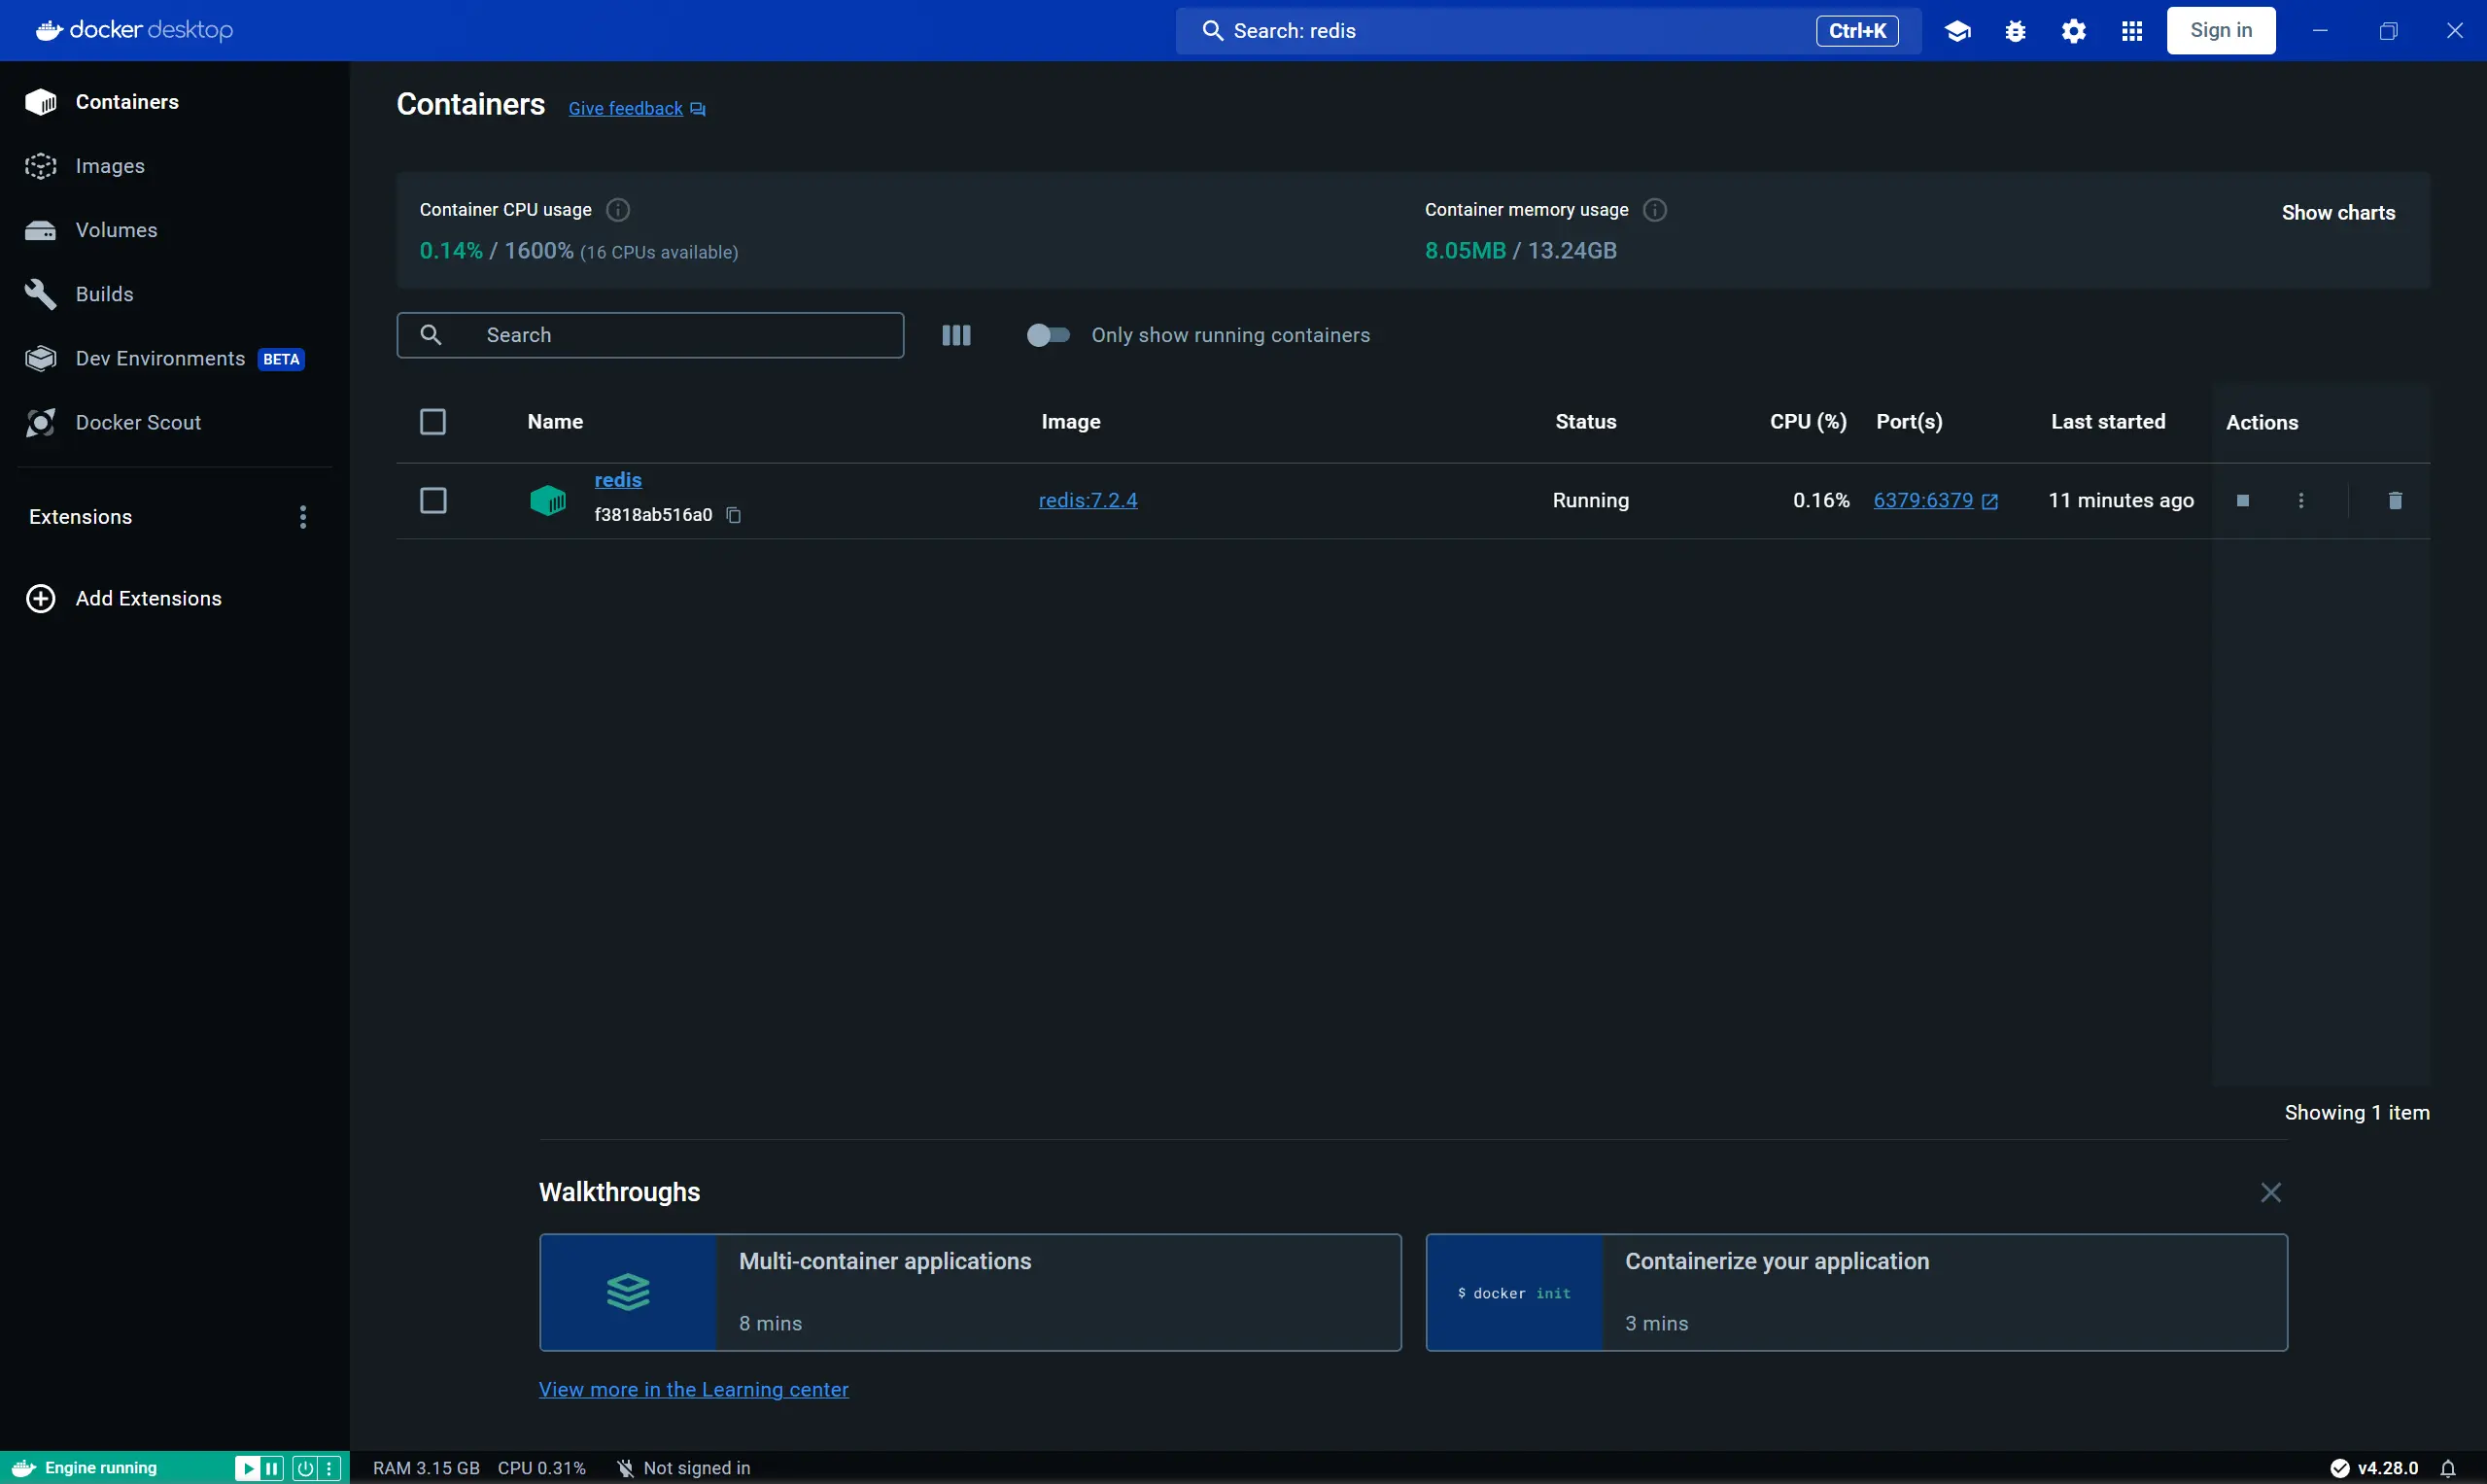 docker desktop
Search: redis
Ctrl+K
Sign in
Containers
Images
Volumes
Builds
Dev Environments BETA
Docker Scout
Extensions
Add Extensions
Containers Give feedback
Container CPU usage
0.14% / 1600% (16 CPUs available)
Container memory usage
8.05MB / 13.24GB
Show charts
Search
Only show running containers
Name Image Status CPU (%) Port(s) Last started Actions
redis
f3818ab516a0
redis:7.2.4 Running 0.16% 6379:6379 11 minutes ago
Showing 1 item
Walkthroughs
Multi-container applications
8 mins
$ docker init
Containerize your application
3 mins
View more in the Learning center
Engine running
RAM 3.15 GB CPU 0.31% Not signed in
v4.28.0